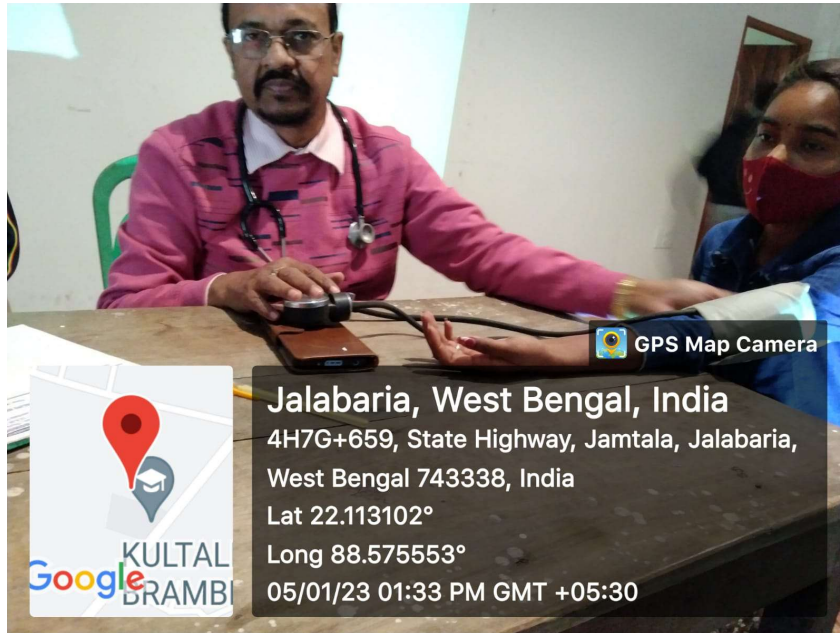 GPS Map Camera
Jalabaria, West Bengal, India
4H7G+659, State Highway, Jamtala, Jalabaria,
West Bengal 743338, India
Lat 22.113102°
Long 88.575553°
05/01/23 01:33 PM GMT +05:30
KULTAL
BRAMB
Google